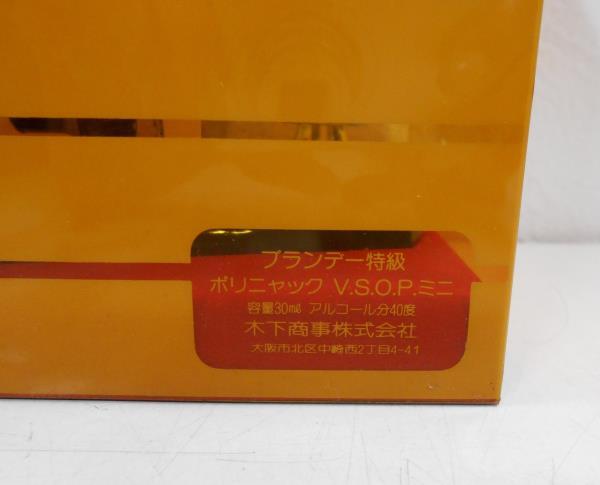 ブランデー特級
ポリニャック V.S.O.P.ミニ
容量30㎖ アルコール分40度
木下商事株式会社
大阪市北区中崎西2丁目4-41